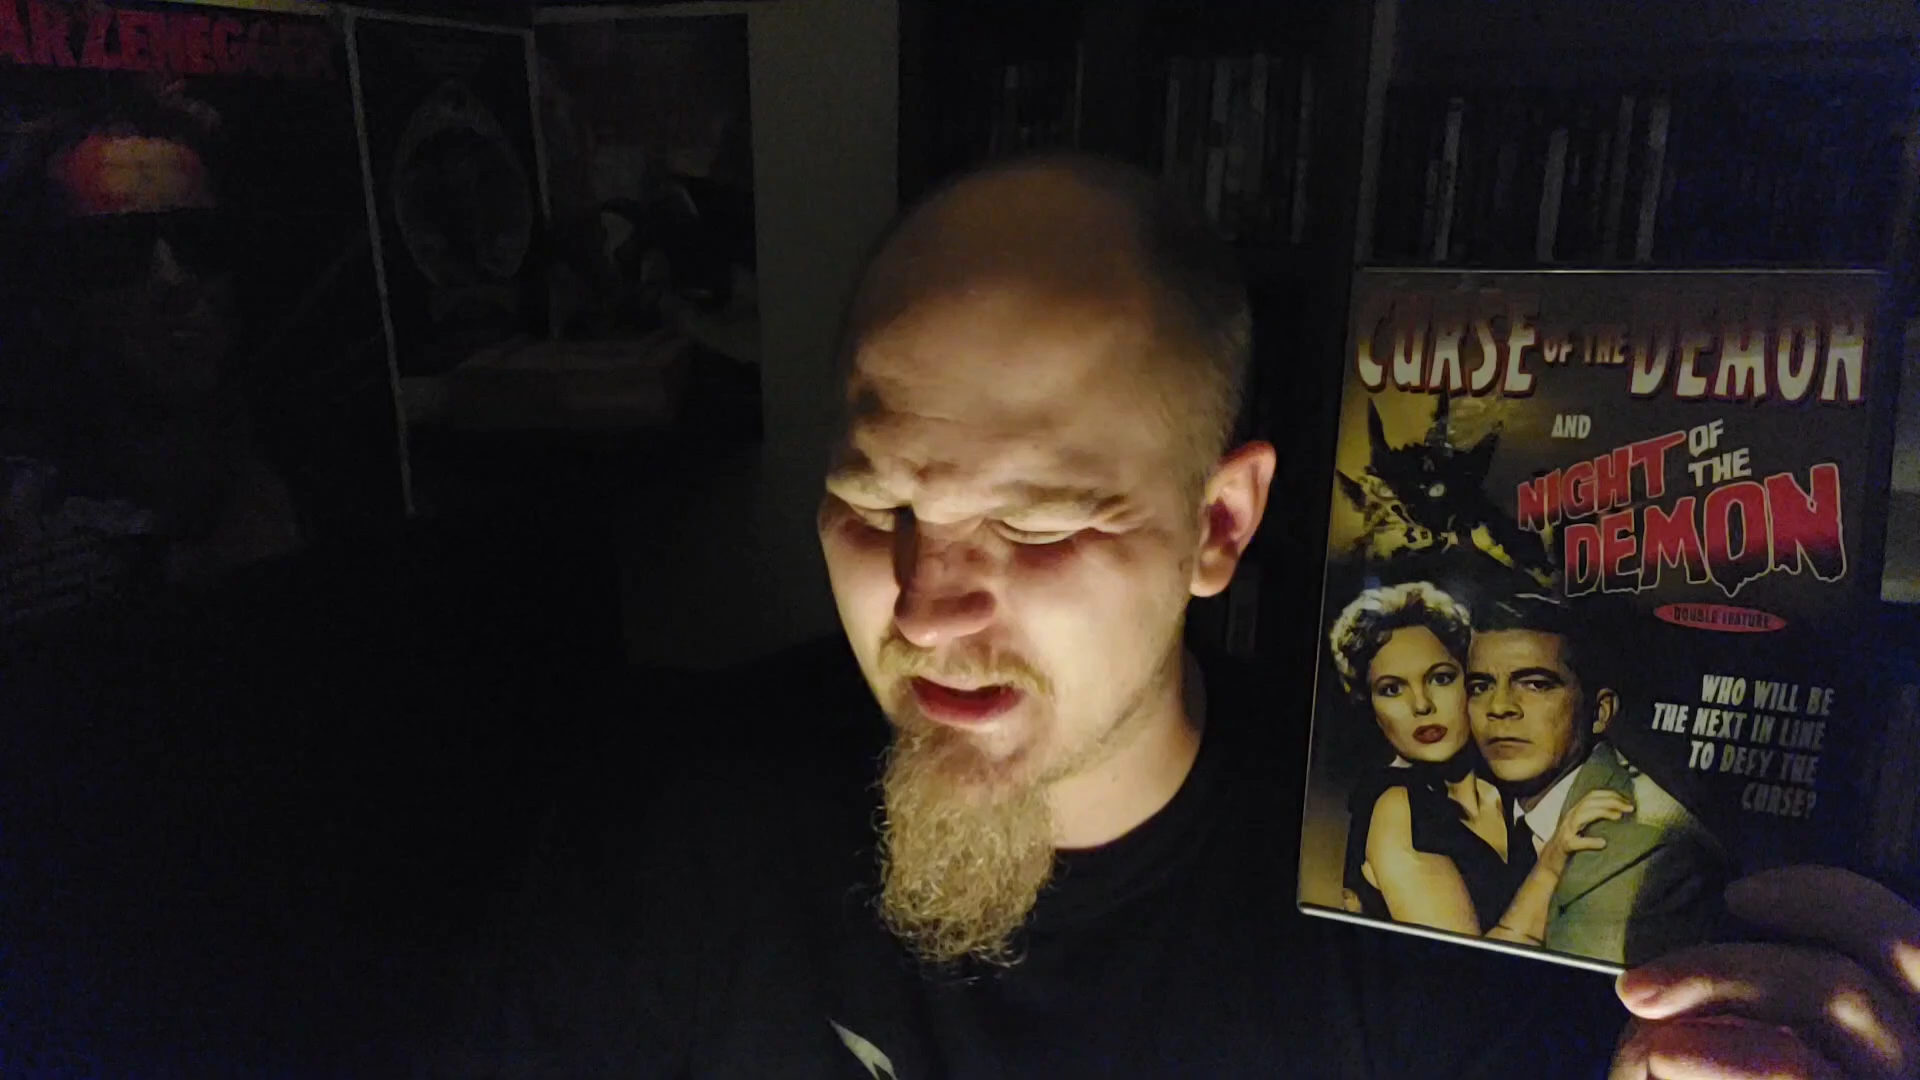 ARZENEGGER
CURSE OF THE DEMON
AND
NIGHT OF THE
DEMON
DOUBLE FEATURE
WHO WILL BE
THE NEXT IN LINE
TO DEFY THE
CURSE?